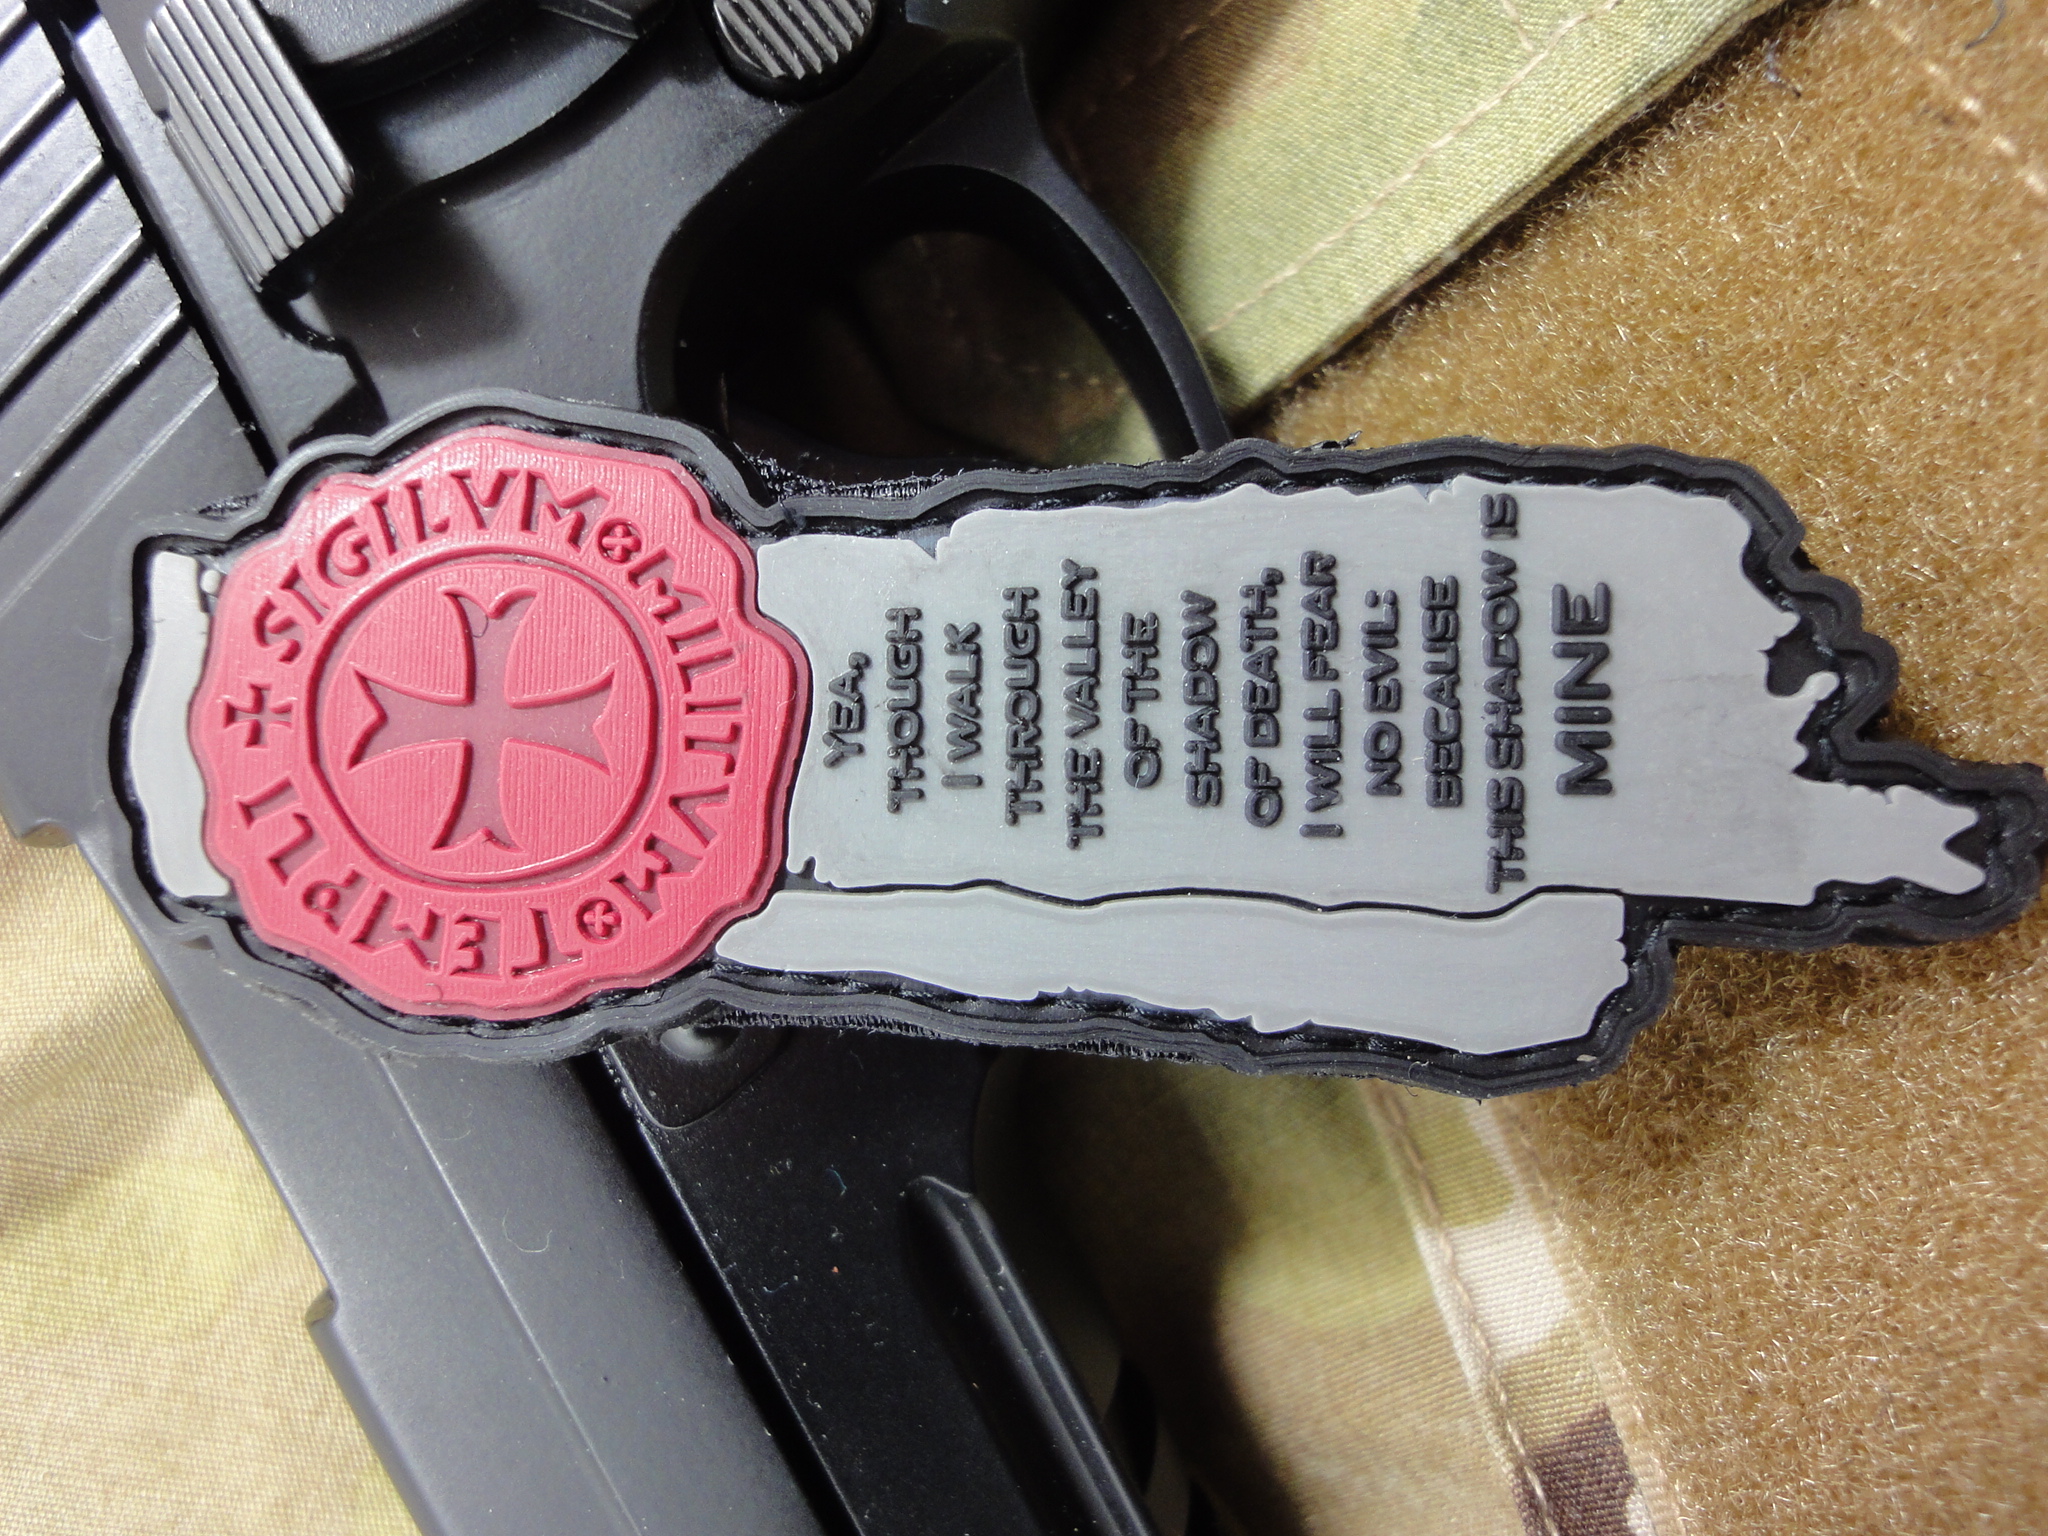 ✠ SIGILVM ⊗ MILITVM ⊗ TEMPLI
YEA,
THOUGH
I WALK
THROUGH
THE VALLEY
OF THE
SHADOW
OF DEATH,
I WILL FEAR
NO EVIL:
BECAUSE
THIS SHADOW IS
MINE